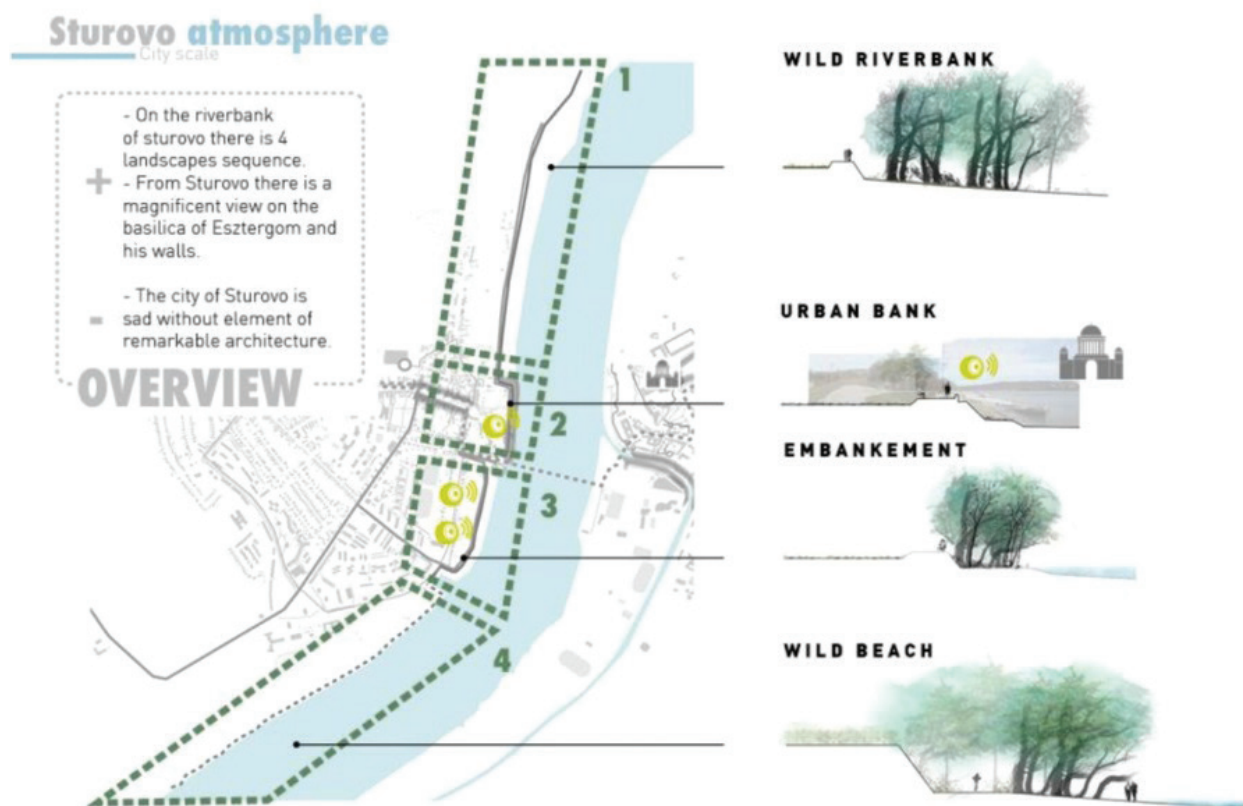 Sturovo atmosphere
City scale
- On the riverbank
of sturovo there is 4
landscapes sequence.
+
- From Sturovo there is a
magnificent view on the
basilica of Esztergom and
his walls.
- The city of Sturovo is
- sad without element of
remarkable architecture.
OVERVIEW
1
2
3
4
WILD RIVERBANK
URBAN BANK
EMBANKEMENT
WILD BEACH